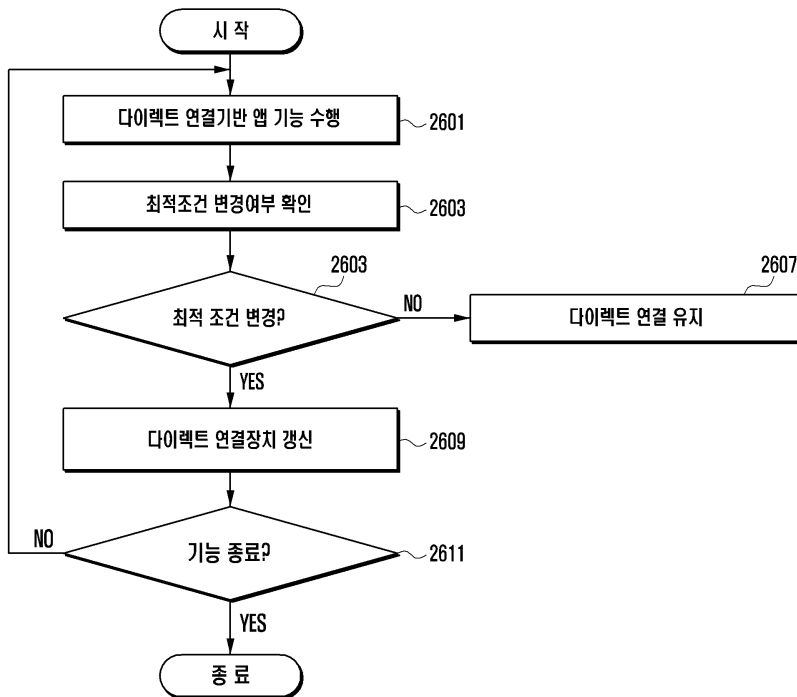 시 작
다이렉트 연결기반 앱 기능 수행
2601
최적조건 변경여부 확인
2603
2603
최적 조건 변경?
NO
2607
다이렉트 연결 유지
YES
다이렉트 연결장치 갱신
2609
NO
기능 종료?
2611
YES
종 료